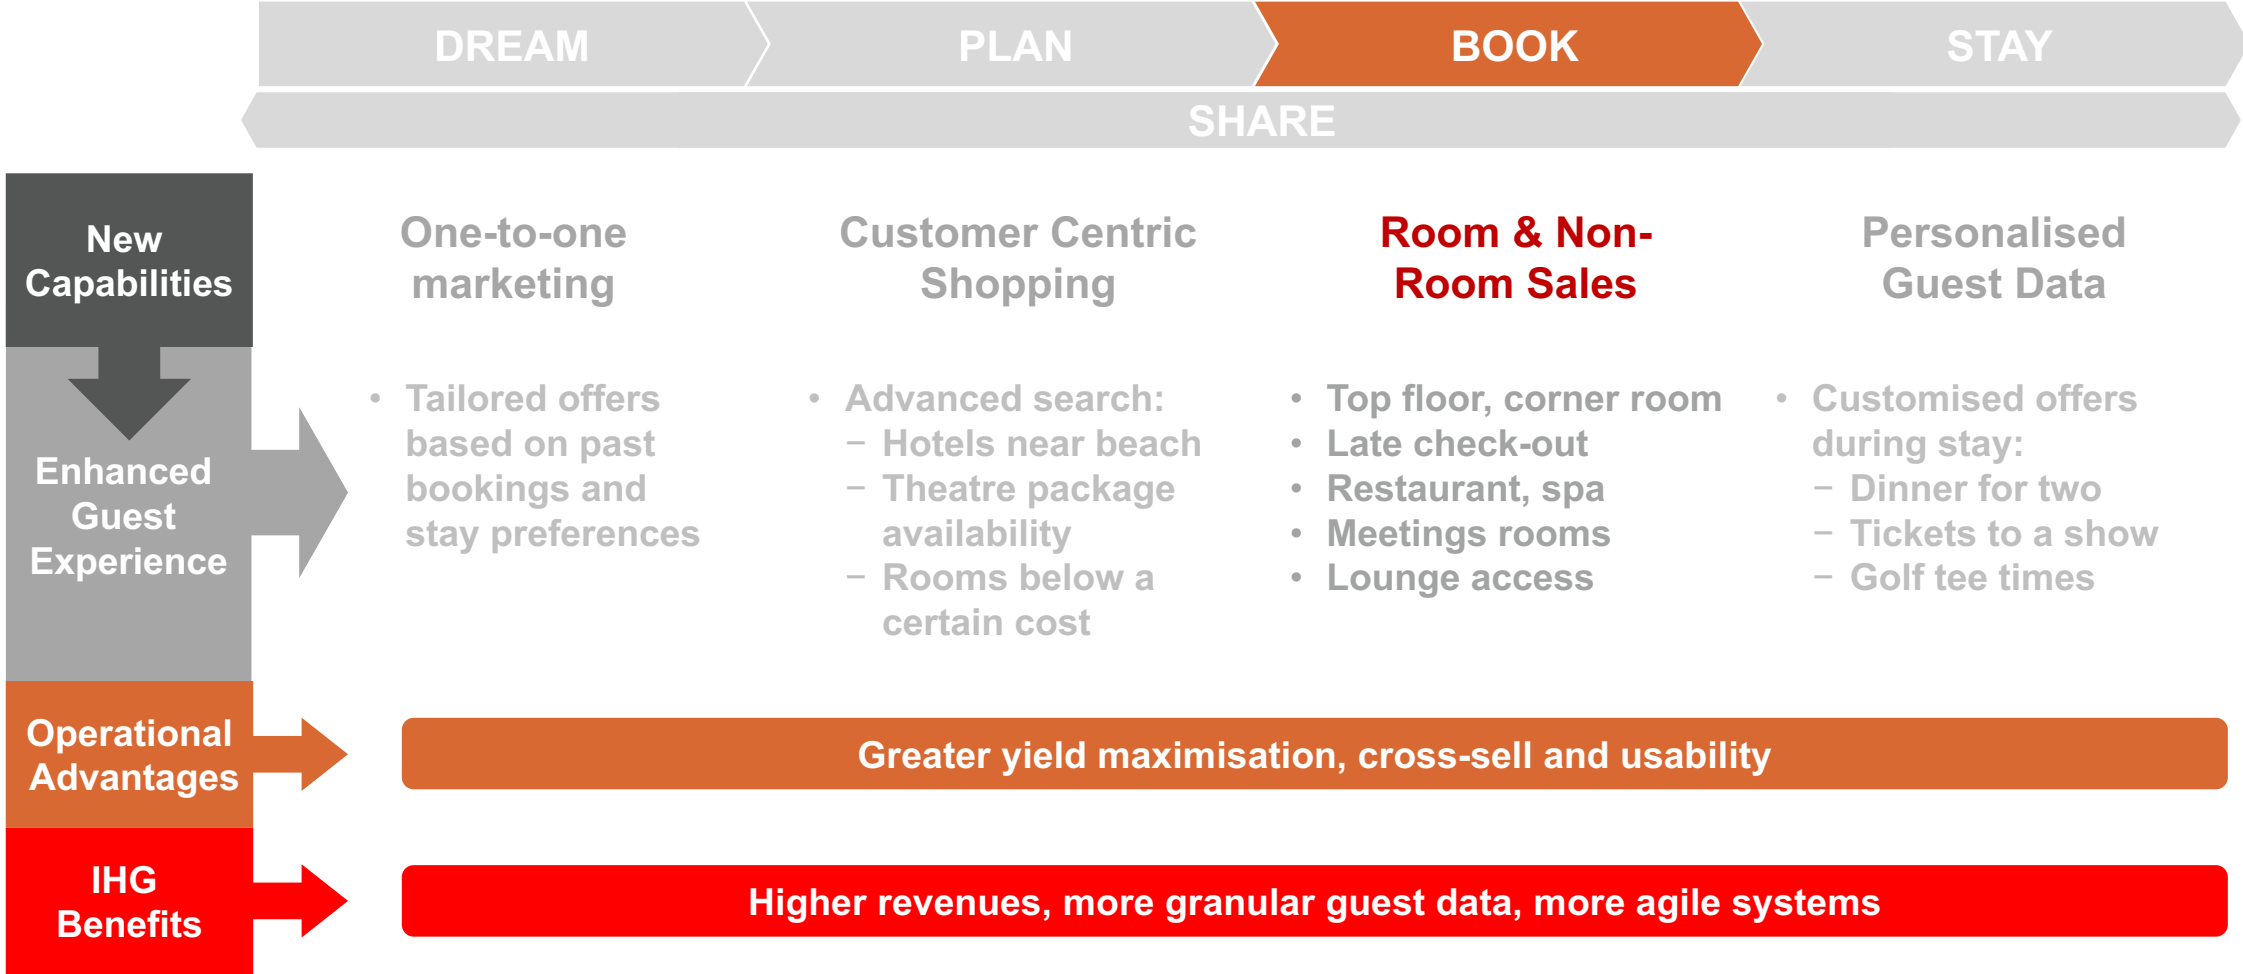 DREAM
PLAN
BOOK
STAY
SHARE
New
Capabilities
One-to-one
marketing
Customer Centric
Shopping
Room & Non-
Room Sales
Personalised
Guest Data
Enhanced
Guest
Experience
• Tailored offers
based on past
bookings and
stay preferences
• Advanced search:
− Hotels near beach
− Theatre package
availability
− Rooms below a
certain cost
• Top floor, corner room
• Late check-out
• Restaurant, spa
• Meetings rooms
• Lounge access
• Customised offers
during stay:
− Dinner for two
− Tickets to a show
− Golf tee times
Operational
Advantages
Greater yield maximisation, cross-sell and usability
IHG
Benefits
Higher revenues, more granular guest data, more agile systems